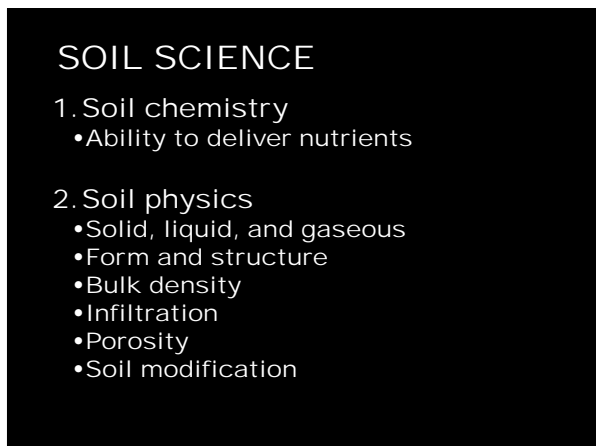 SOIL SCIENCE
1. Soil chemistry
•Ability to deliver nutrients
2. Soil physics
•Solid, liquid, and gaseous
•Form and structure
•Bulk density
•Infiltration
•Porosity
•Soil modification